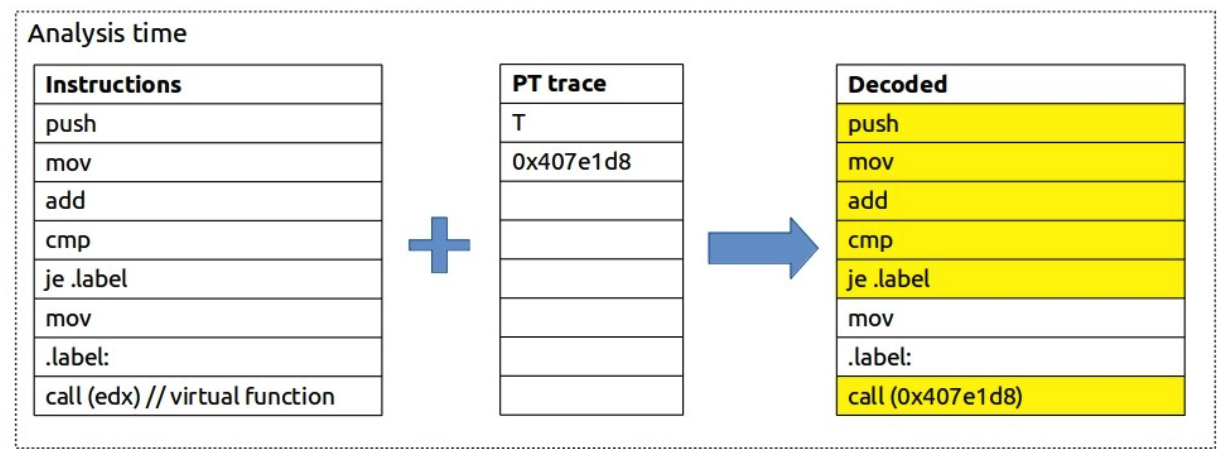 Analysis time
Instructions
push
mov
add
cmp
je .label
mov
.label:
call (edx) // virtual function
PT trace
T
0x407e1d8
Decoded
push
mov
add
cmp
je .label
mov
.label:
call (0x407e1d8)